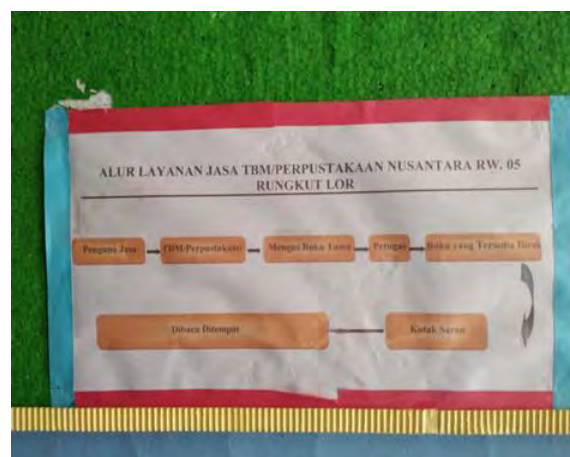 ALUR LAYANAN JASA TBM/PERPUSTAKAAN NUSANTARA RW. 05
RUNGKUT LOR
Penguna Jasa TBM/Perpustakaan Mengisi Buku Tamu Petugas Buku yang Tersedia
Dibaca Ditempat Kotak Saran